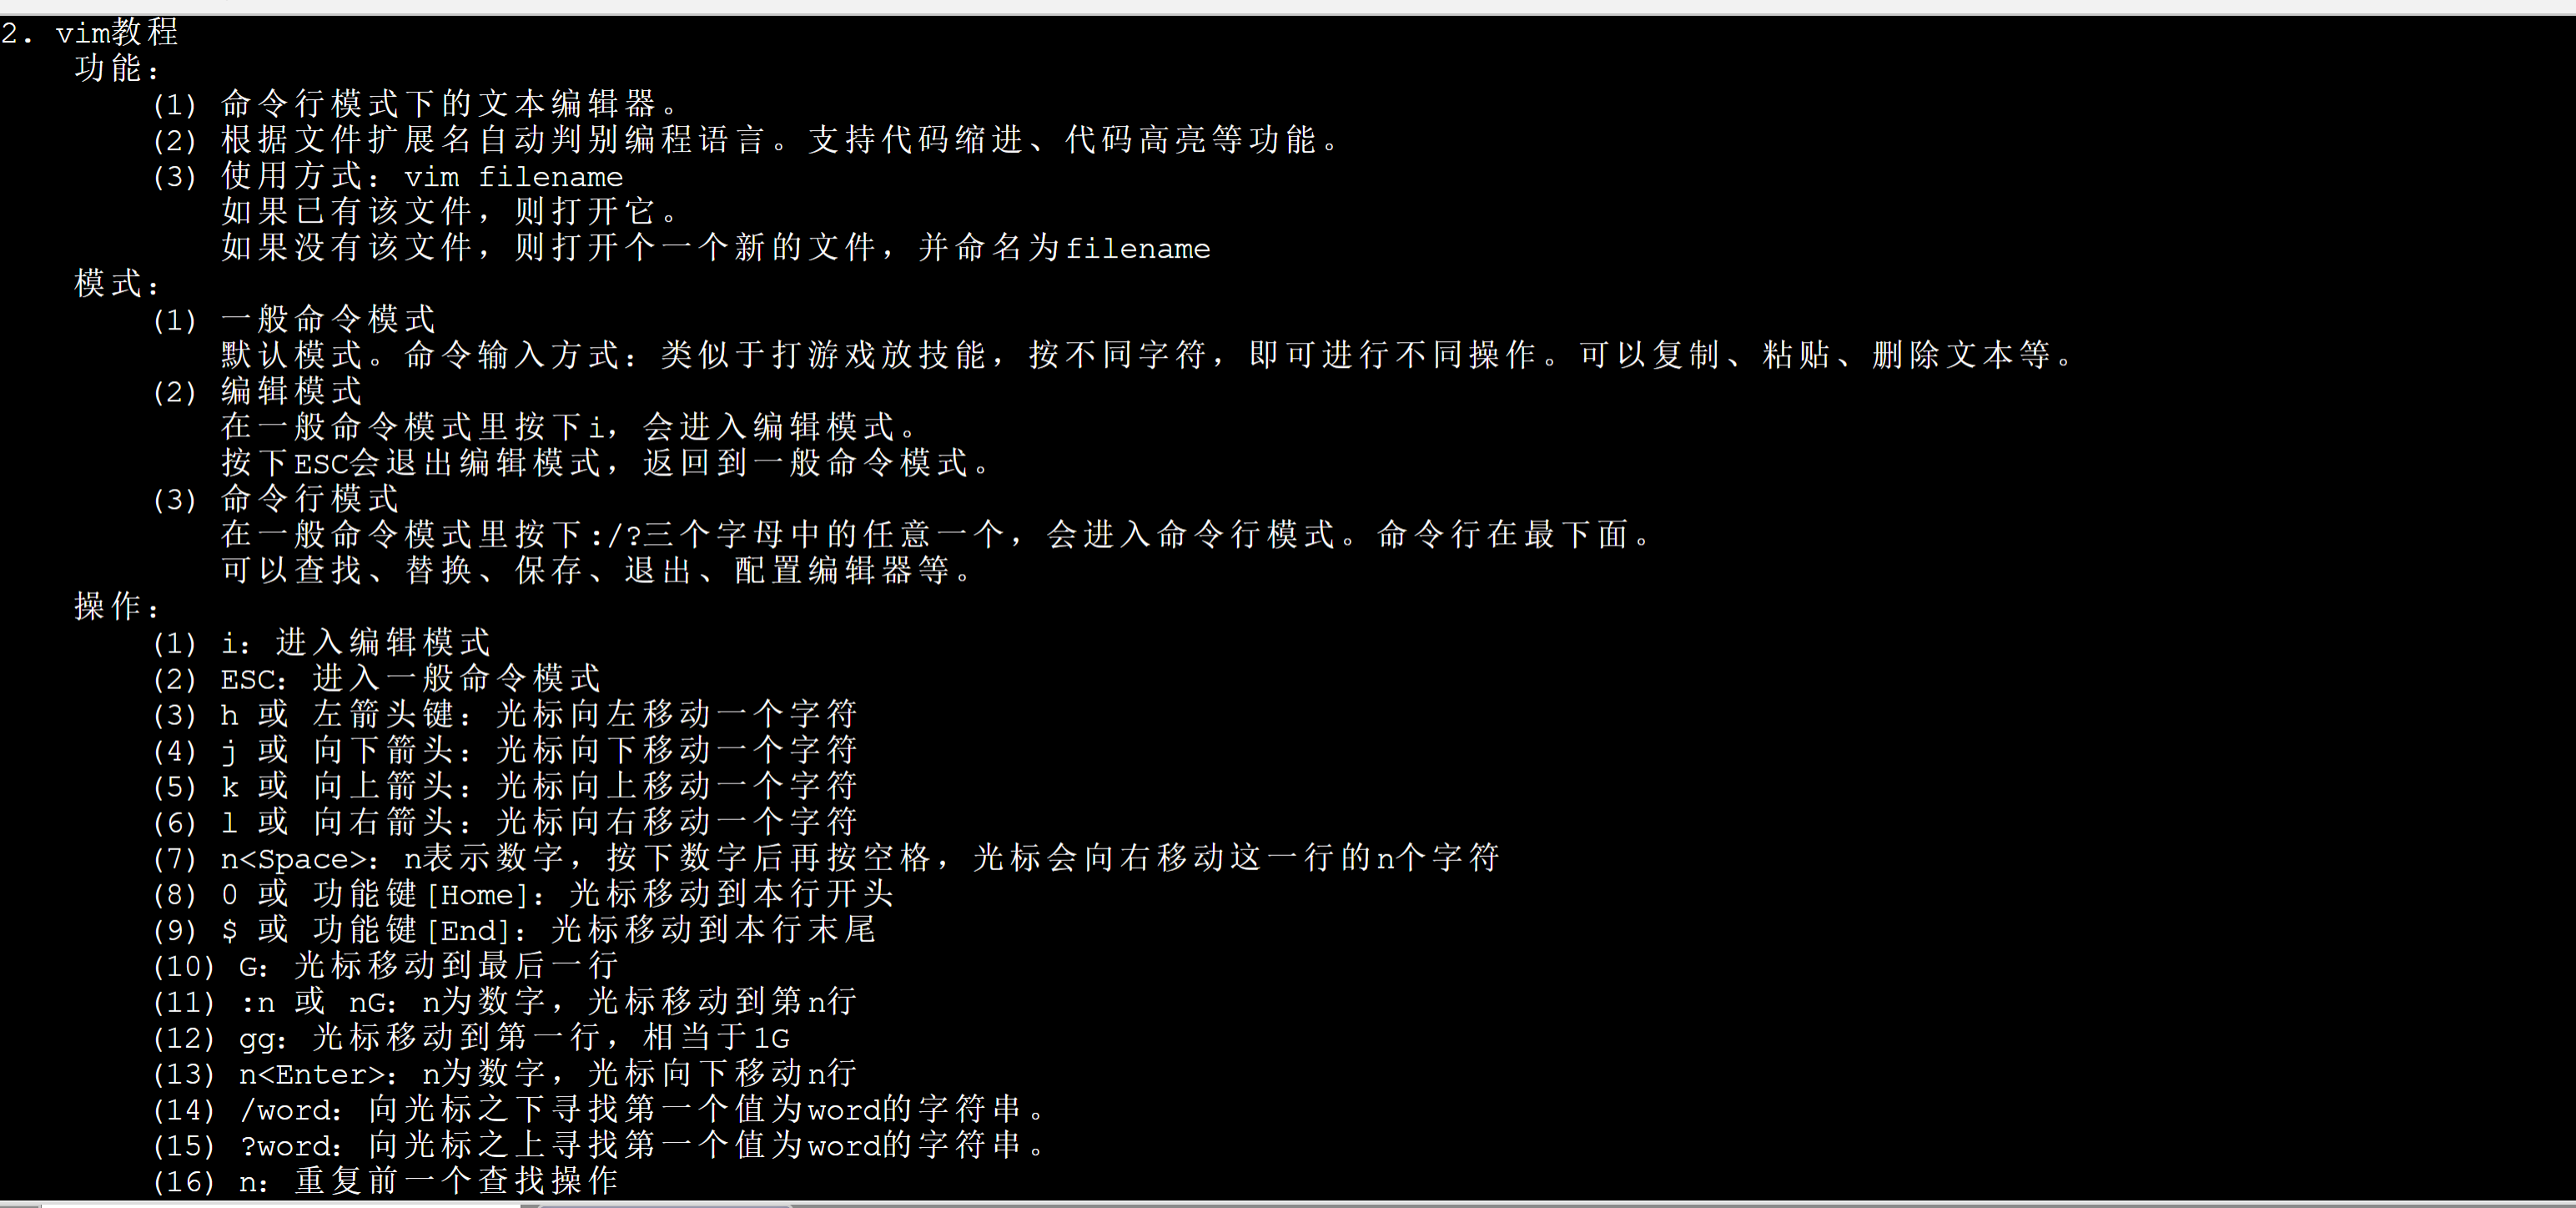 2. vim教程
功能：
(1) 命令行模式下的文本编辑器。
(2) 根据文件扩展名自动判别编程语言。支持代码缩进、代码高亮等功能。
(3) 使用方式：vim filename
如果已有该文件，则打开它。
如果没有该文件，则打开个一个新的文件，并命名为filename
模式：
(1) 一般命令模式
默认模式。命令输入方式：类似于打游戏放技能，按不同字符，即可进行不同操作。可以复制、粘贴、删除文本等。
(2) 编辑模式
在一般命令模式里按下i，会进入编辑模式。
按下ESC会退出编辑模式，返回到一般命令模式。
(3) 命令行模式
在一般命令模式里按下:/?三个字母中的任意一个，会进入命令行模式。命令行在最下面。
可以查找、替换、保存、退出、配置编辑器等。
操作：
(1) i：进入编辑模式
(2) ESC：进入一般命令模式
(3) h 或 左箭头键：光标向左移动一个字符
(4) j 或 向下箭头：光标向下移动一个字符
(5) k 或 向上箭头：光标向上移动一个字符
(6) l 或 向右箭头：光标向右移动一个字符
(7) n<Space>：n表示数字，按下数字后再按空格，光标会向右移动这一行的n个字符
(8) 0 或 功能键[Home]：光标移动到本行开头
(9) $ 或 功能键[End]：光标移动到本行末尾
(10) G：光标移动到最后一行
(11) :n 或 nG：n为数字，光标移动到第n行
(12) gg：光标移动到第一行，相当于1G
(13) n<Enter>：n为数字，光标向下移动n行
(14) /word：向光标之下寻找第一个值为word的字符串。
(15) ?word：向光标之上寻找第一个值为word的字符串。
(16) n：重复前一个查找操作